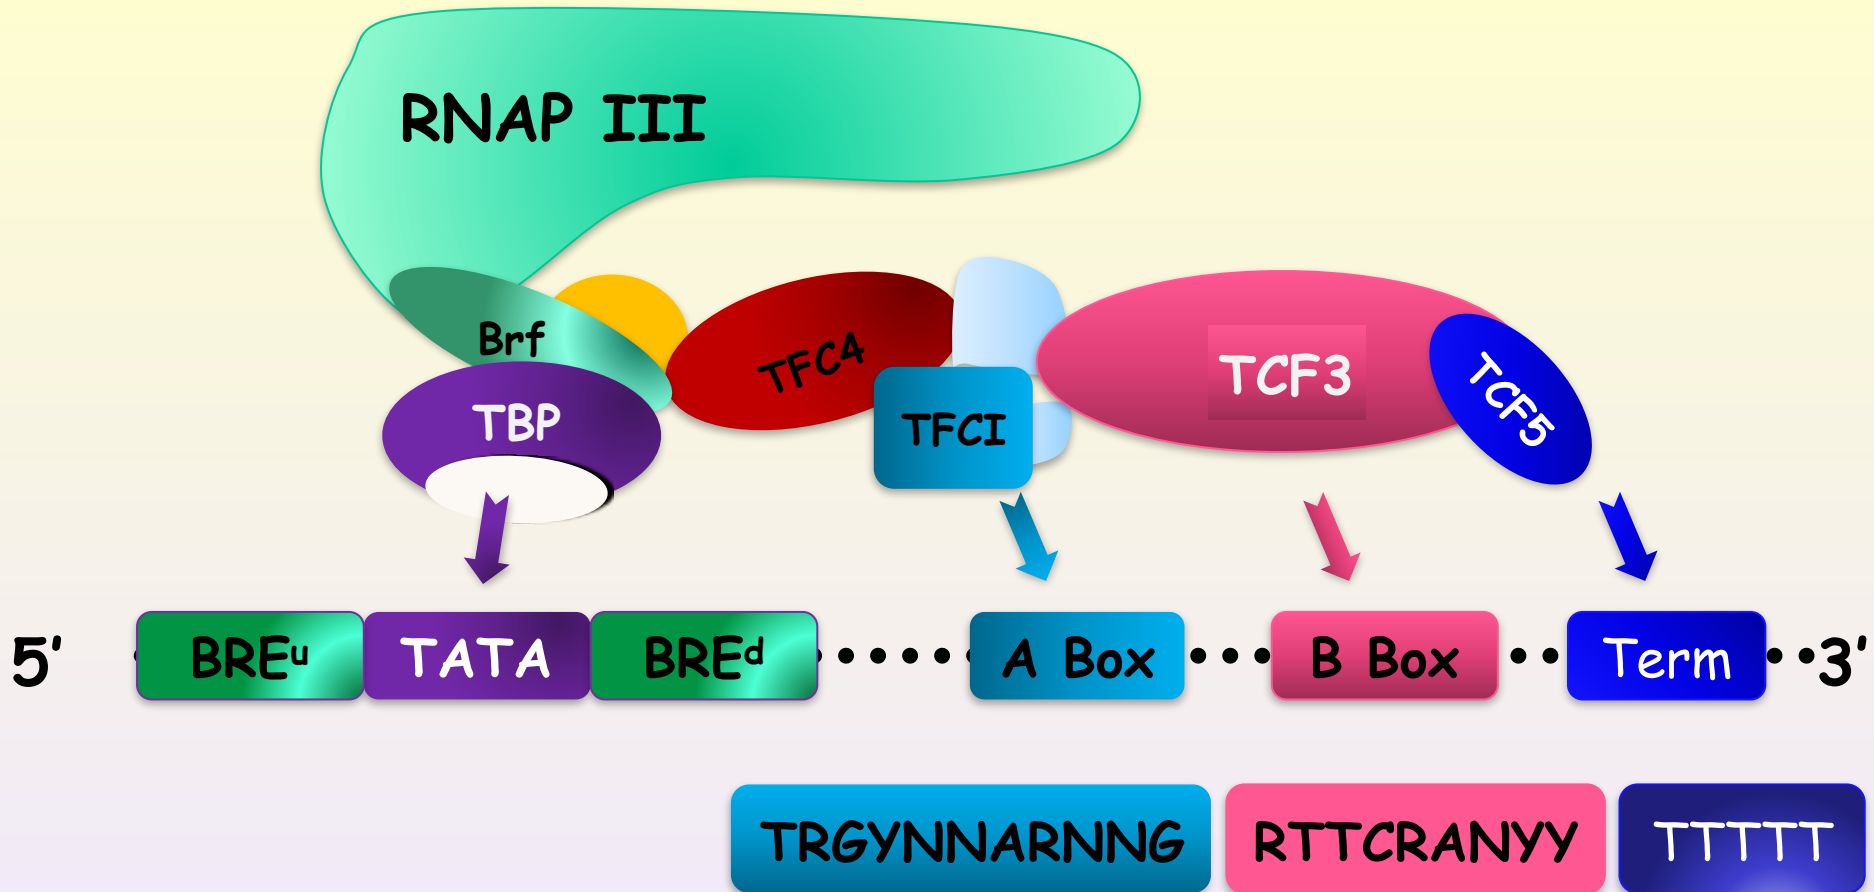 RNAP III
Brf
TBP
TFC4
TFCI
TCF3
TCF5
5' BREᵘ TATA BREᵈ A Box B Box Term 3'
TRGYNNARNNG RTTCRANYY TTTTT